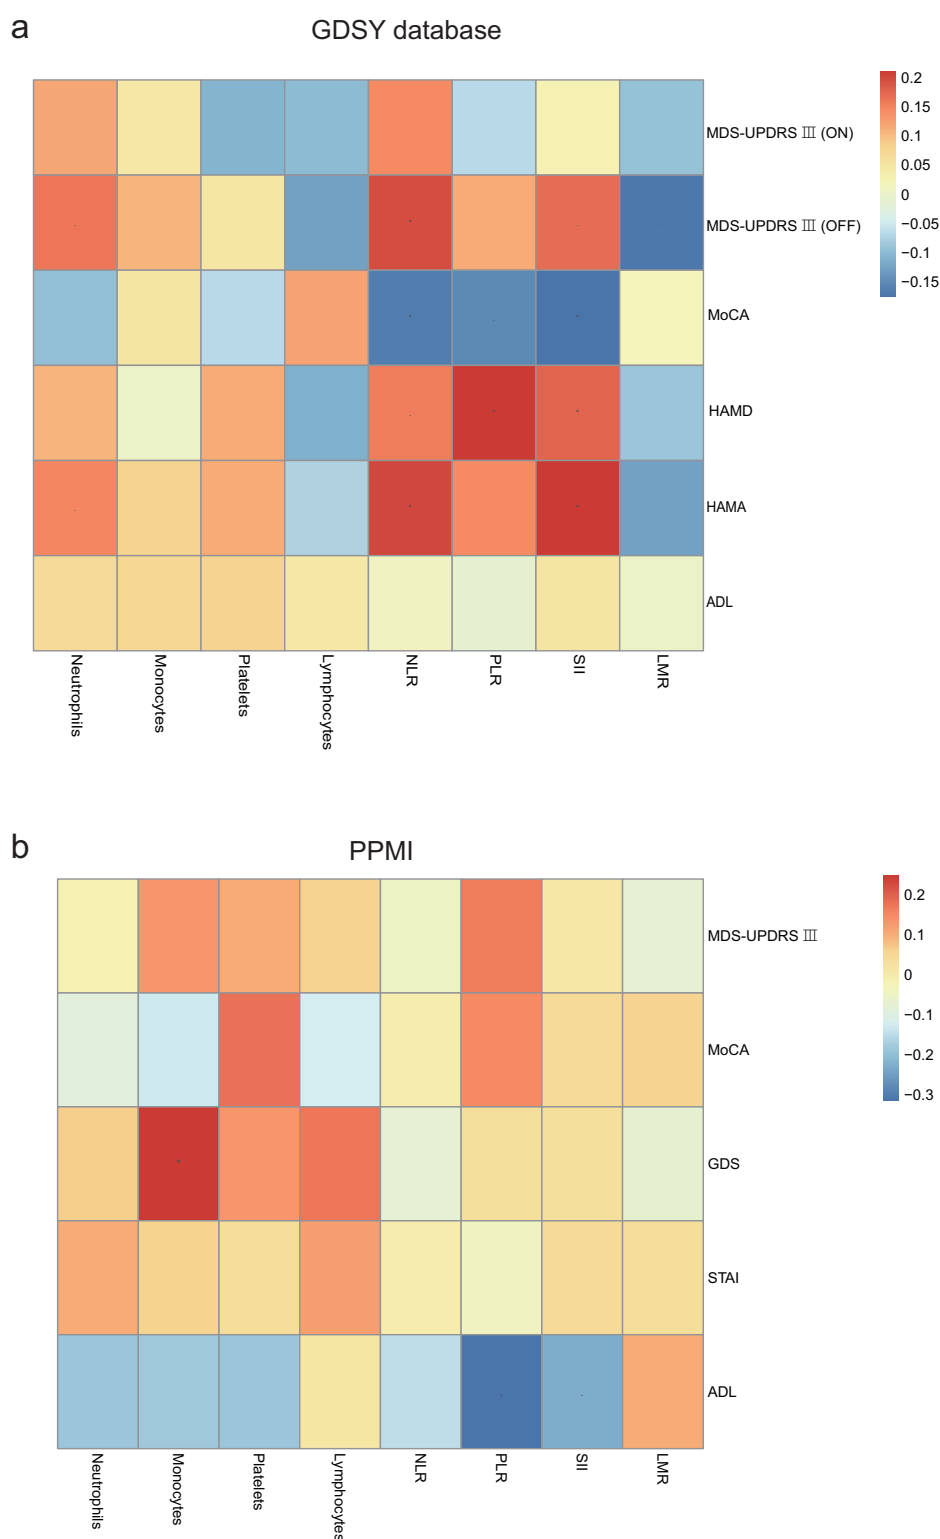 a
GDSY database
0.2
0.15
0.1
0.05
0
−0.05
−0.1
−0.15
MDS-UPDRS Ⅲ (ON)
MDS-UPDRS Ⅲ (OFF)
MoCA
HAMD
HAMA
ADL
Neutrophils
Monocytes
Platelets
Lymphocytes
NLR
PLR
SII
LMR
b
PPMI
0.2
0.1
0
−0.1
−0.2
−0.3
MDS-UPDRS Ⅲ
MoCA
GDS
STAI
ADL
Neutrophils
Monocytes
Platelets
Lymphocytes
NLR
PLR
SII
LMR